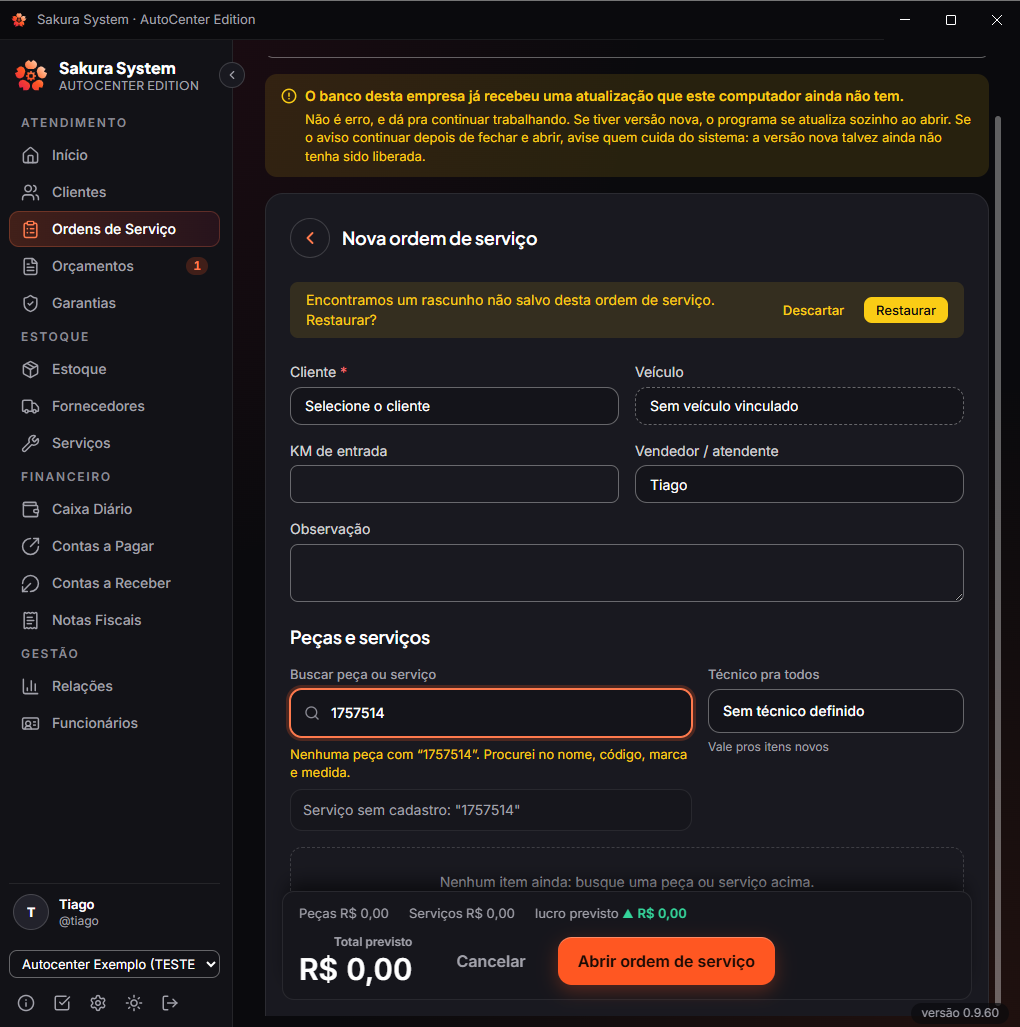 Sakura System · AutoCenter Edition
Sakura System
AUTOCENTER EDITION
ATENDIMENTO
Início
Clientes
Ordens de Serviço
Orçamentos
1
Garantias
ESTOQUE
Estoque
Fornecedores
Serviços
FINANCEIRO
Caixa Diário
Contas a Pagar
Contas a Receber
Notas Fiscais
GESTÃO
Relações
Funcionários
T
Tiago
@tiago
Autocenter Exemplo (TESTE
O banco desta empresa já recebeu uma atualização que este computador ainda não tem.
Não é erro, e dá pra continuar trabalhando. Se tiver versão nova, o programa se atualiza sozinho ao abrir. Se
o aviso continuar depois de fechar e abrir, avise quem cuida do sistema: a versão nova talvez ainda não
tenha sido liberada.
Nova ordem de serviço
Encontramos um rascunho não salvo desta ordem de serviço.
Restaurar?
Descartar
Restaurar
Cliente *
Veículo
Selecione o cliente
Sem veículo vinculado
KM de entrada
Vendedor / atendente
Tiago
Observação
Peças e serviços
Buscar peça ou serviço
Técnico pra todos
1757514
Sem técnico definido
Nenhuma peça com “1757514”. Procurei no nome, código, marca
e medida.
Vale pros itens novos
Serviço sem cadastro: "1757514"
Nenhum item ainda: busque uma peça ou serviço acima.
Peças R$ 0,00
Serviços R$ 0,00
lucro previsto ▲ R$ 0,00
Total previsto
R$ 0,00
Cancelar
Abrir ordem de serviço
versão 0.9.60